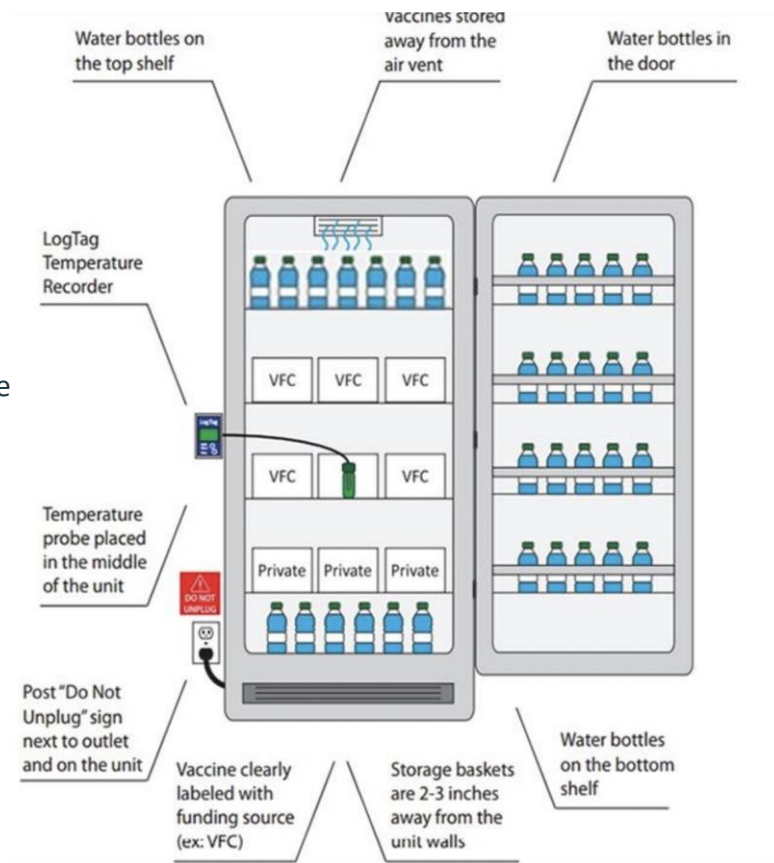 Water bottles on
the top shelf
Vaccines stored
away from the
air vent
Water bottles in
the door
LogTag
Temperature
Recorder
e
LogTag
VFC VFC VFC
VFC VFC
Temperature
probe placed
in the middle
of the unit
DO NOT
UNPLUG
Private Private Private
Post "Do Not
Unplug" sign
next to outlet
and on the unit
Vaccine clearly
labeled with
funding source
(ex: VFC)
Storage baskets
are 2-3 inches
away from the
unit walls
Water bottles
on the bottom
shelf